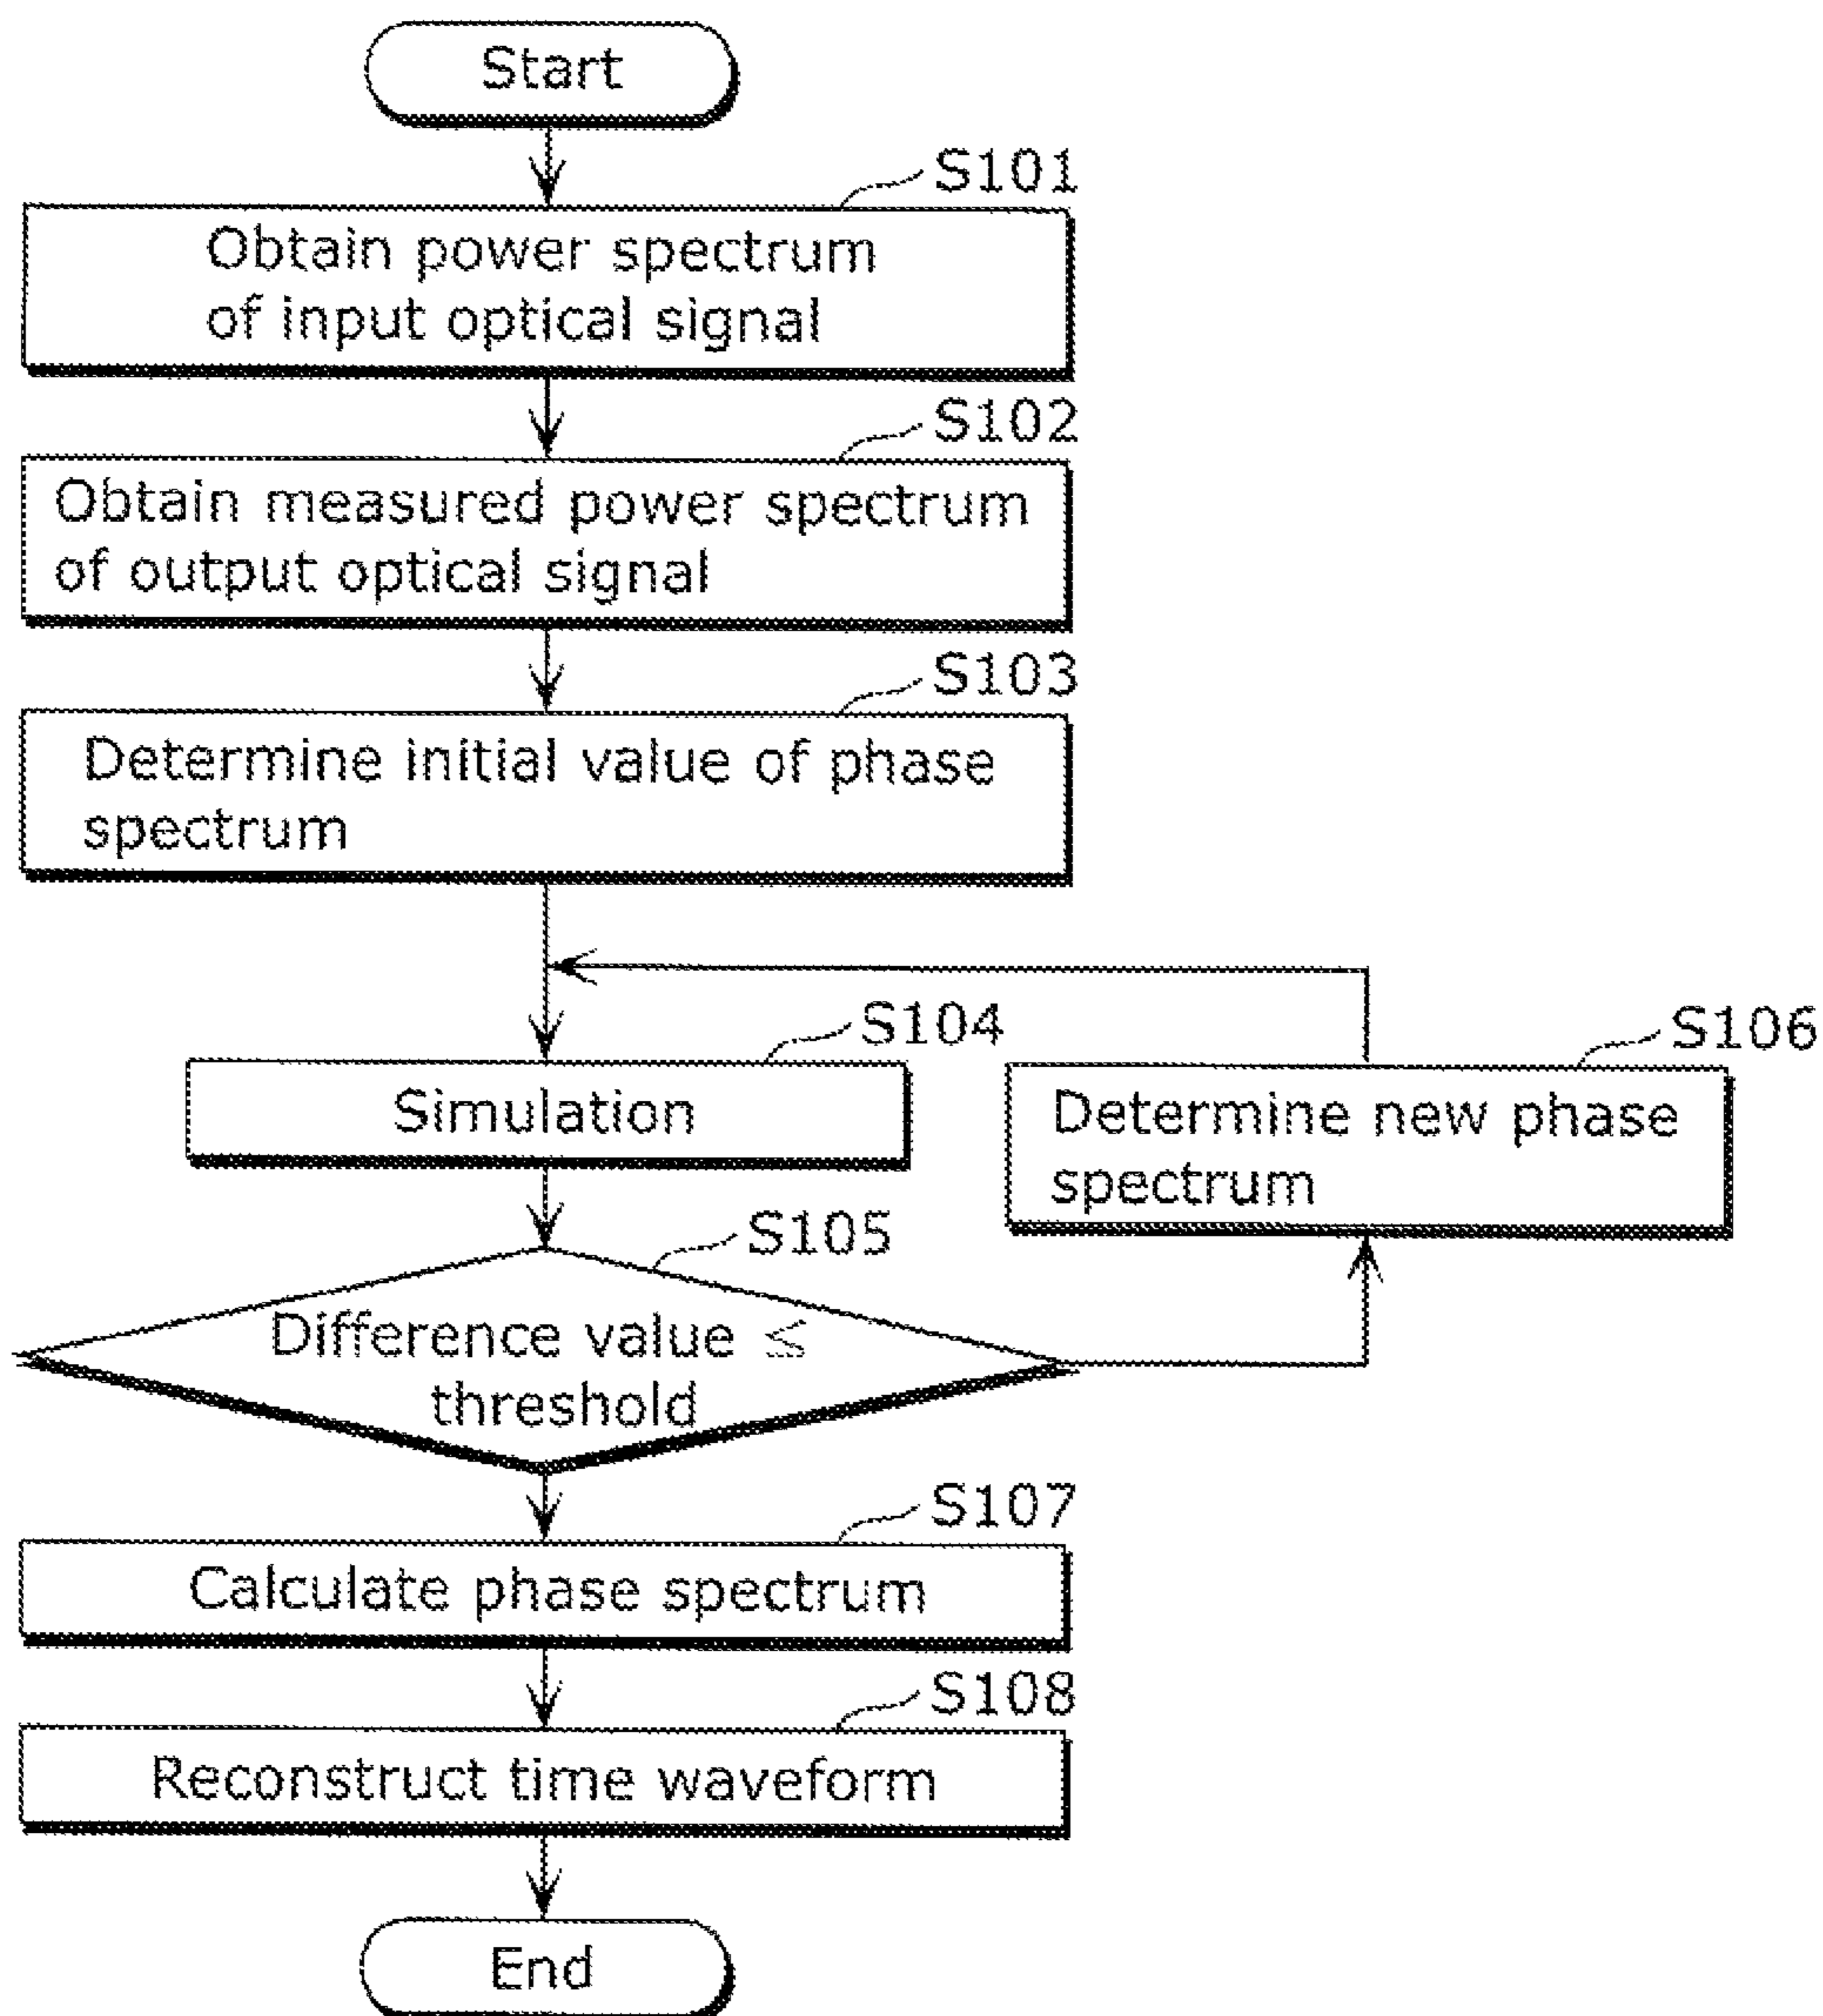 Start
S101
Obtain power spectrum
of input optical signal
S102
Obtain measured power spectrum
of output optical signal
S103
Determine initial value of phase
spectrum
S104
Simulation
S106
Determine new phase
spectrum
S105
Difference value ≤
threshold
S107
Calculate phase spectrum
S108
Reconstruct time waveform
End